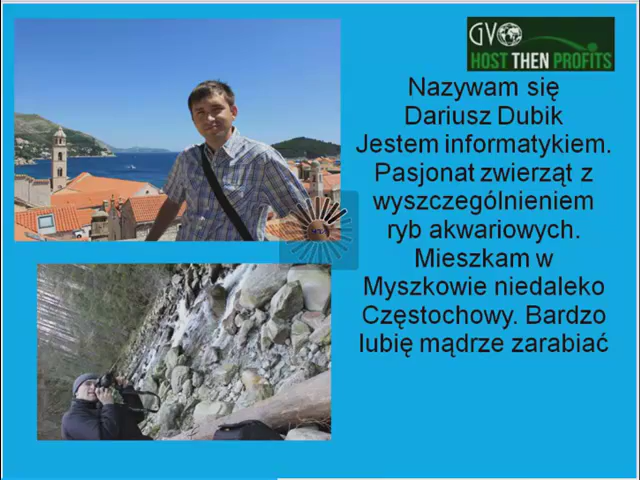 GVO
HOST THEN PROFITS
Nazywam się
Dariusz Dubik
Jestem informatykiem.
Pasjonat zwierząt z
wyszczególnieniem
ryb akwariowych.
Mieszkam w
Myszkowie niedaleko
Częstochowy. Bardzo
lubię mądrze zarabiać